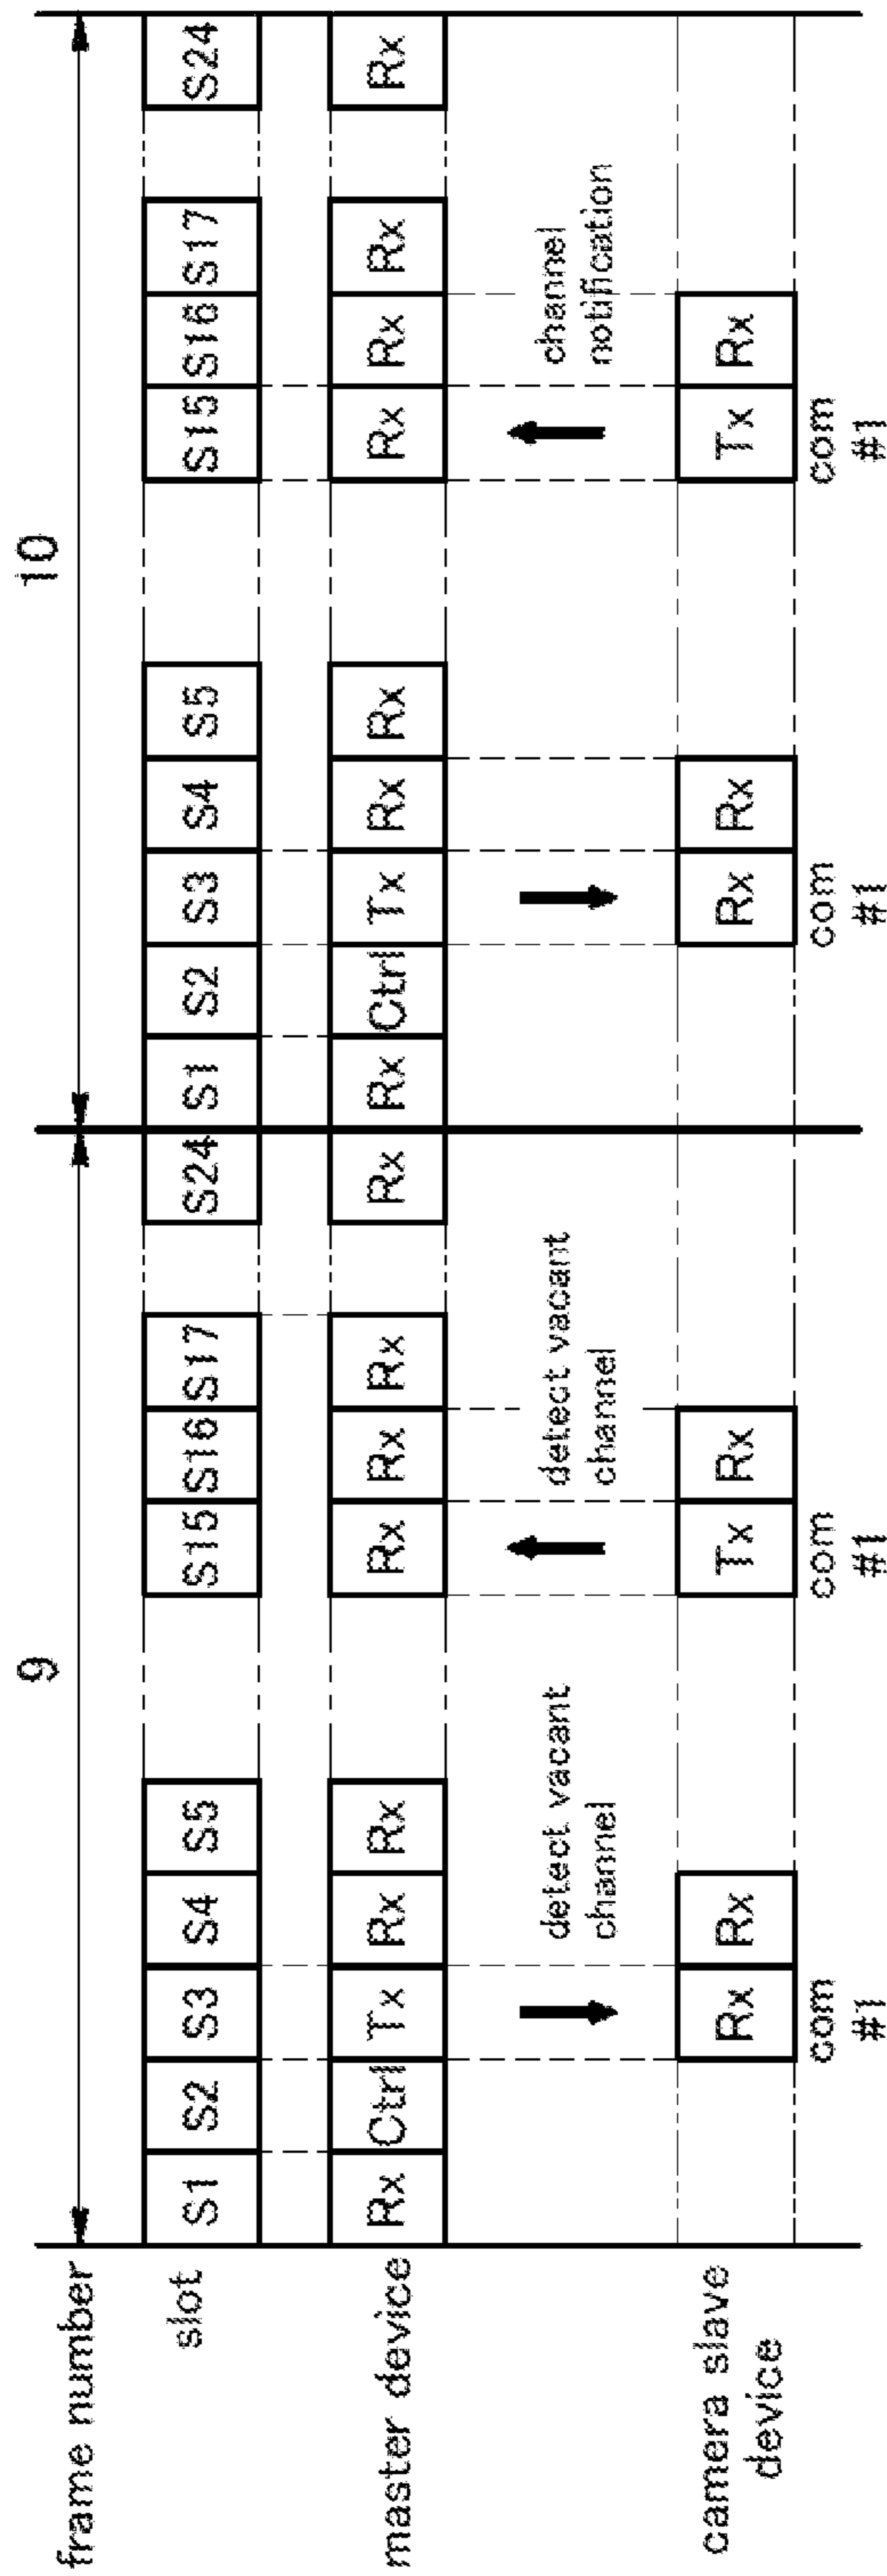 frame number
9
10
slot
S1 S2 S3 S4 S5 S15 S16 S17 S24 S1 S2 S3 S4 S5 S15 S16 S17 S24
master device
Rx Ctrl Tx Rx Rx Rx Rx Rx Rx Rx Ctrl Tx Rx Rx Rx Rx Rx Rx
detect vacant
channel
detect vacant
channel
channel
notification
camera slave
device
Rx Rx Tx Rx Rx Rx Tx Rx
com
#1
com
#1
com
#1
com
#1